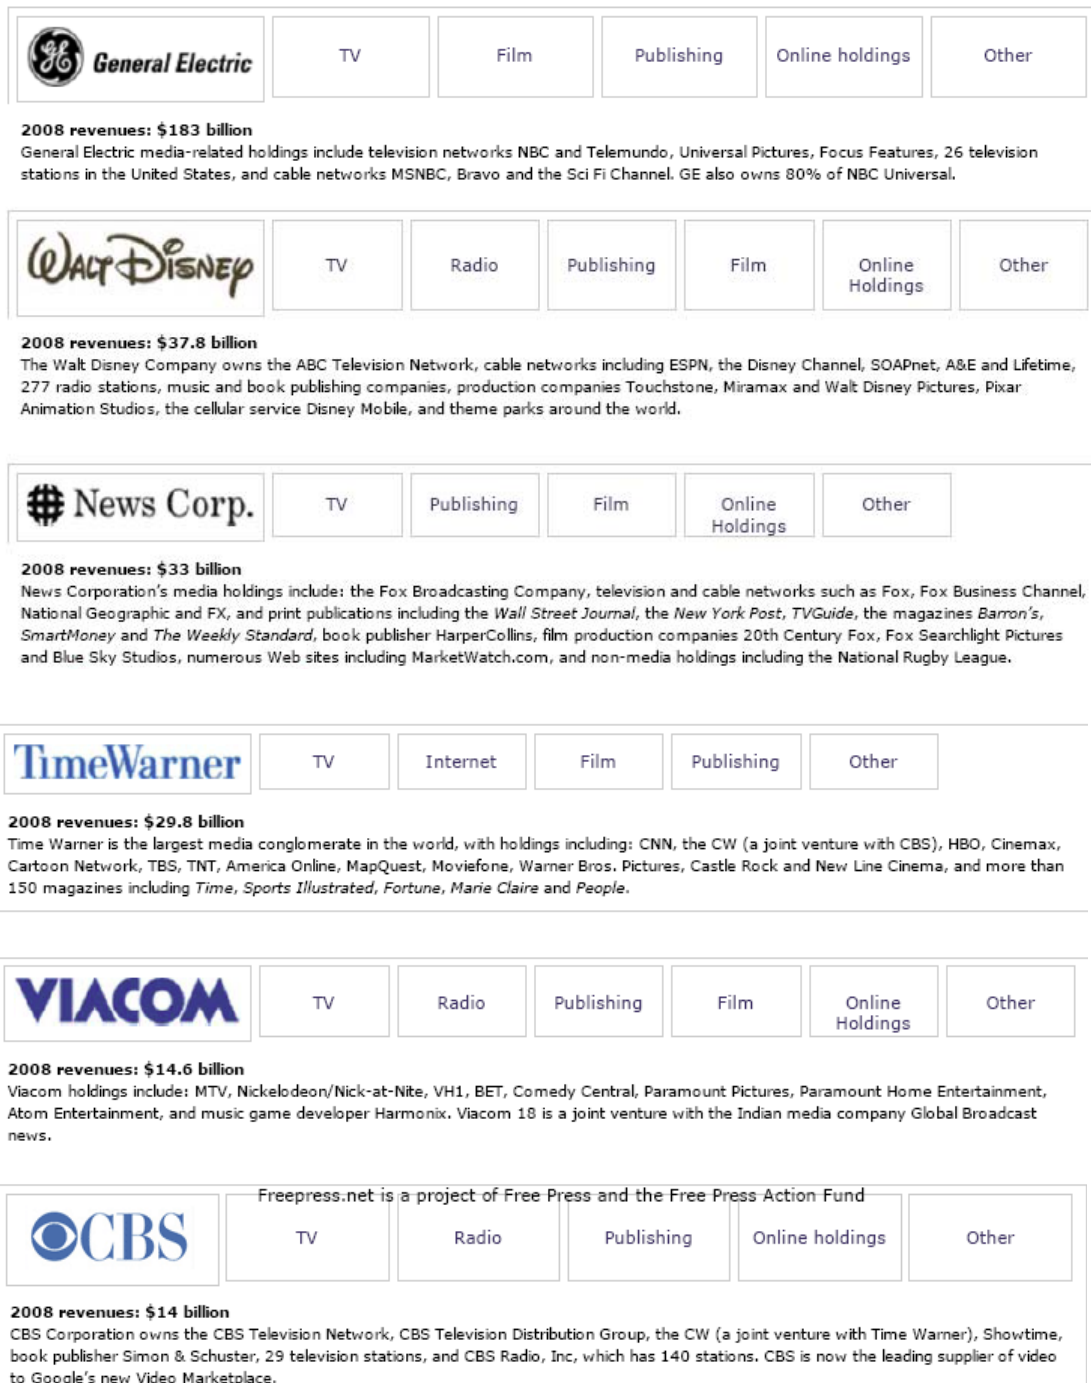 GE General Electric TV Film Publishing Online holdings Other
2008 revenues: $183 billion
General Electric media-related holdings include television networks NBC and Telemundo, Universal Pictures, Focus Features, 26 television
stations in the United States, and cable networks MSNBC, Bravo and the Sci Fi Channel. GE also owns 80% of NBC Universal.
WALT DISNEY TV Radio Publishing Film Online Holdings Other
2008 revenues: $37.8 billion
The Walt Disney Company owns the ABC Television Network, cable networks including ESPN, the Disney Channel, SOAPnet, A&E and Lifetime,
277 radio stations, music and book publishing companies, production companies Touchstone, Miramax and Walt Disney Pictures, Pixar
Animation Studios, the cellular service Disney Mobile, and theme parks around the world.
News Corp. TV Publishing Film Online Holdings Other
2008 revenues: $33 billion
News Corporation's media holdings include: the Fox Broadcasting Company, television and cable networks such as Fox, Fox Business Channel,
National Geographic and FX, and print publications including the Wall Street Journal, the New York Post, TVGuide, the magazines Barron's,
SmartMoney and The Weekly Standard, book publisher HarperCollins, film production companies 20th Century Fox, Fox Searchlight Pictures
and Blue Sky Studios, numerous Web sites including MarketWatch.com, and non-media holdings including the National Rugby League.
TimeWarner TV Internet Film Publishing Other
2008 revenues: $29.8 billion
Time Warner is the largest media conglomerate in the world, with holdings including: CNN, the CW (a joint venture with CBS), HBO, Cinemax,
Cartoon Network, TBS, TNT, America Online, MapQuest, Moviefone, Warner Bros. Pictures, Castle Rock and New Line Cinema, and more than
150 magazines including Time, Sports Illustrated, Fortune, Marie Claire and People.
VIACOM TV Radio Publishing Film Online Holdings Other
2008 revenues: $14.6 billion
Viacom holdings include: MTV, Nickelodeon/Nick-at-Nite, VH1, BET, Comedy Central, Paramount Pictures, Paramount Home Entertainment,
Atom Entertainment, and music game developer Harmonix. Viacom 18 is a joint venture with the Indian media company Global Broadcast
news.
Freepress.net is a project of Free Press and the Free Press Action Fund
CBS TV Radio Publishing Online holdings Other
2008 revenues: $14 billion
CBS Corporation owns the CBS Television Network, CBS Television Distribution Group, the CW (a joint venture with Time Warner), Showtime,
book publisher Simon & Schuster, 29 television stations, and CBS Radio, Inc, which has 140 stations. CBS is now the leading supplier of video
to Google's new Video Marketplace.